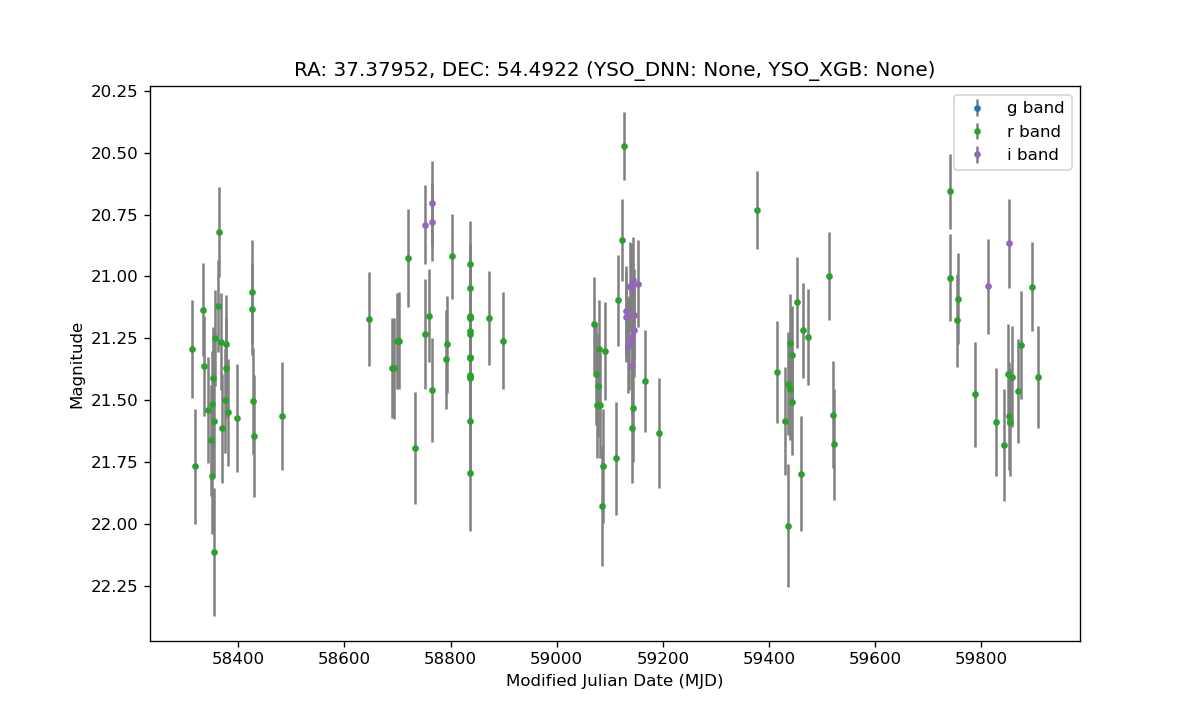 RA: 37.37952, DEC: 54.4922 (YSO_DNN: None, YSO_XGB: None)
g band
r band
i band
20.25
20.50
20.75
21.00
21.25
21.50
21.75
22.00
22.25
Magnitude
58400 58600 58800 59000 59200 59400 59600 59800
Modified Julian Date (MJD)